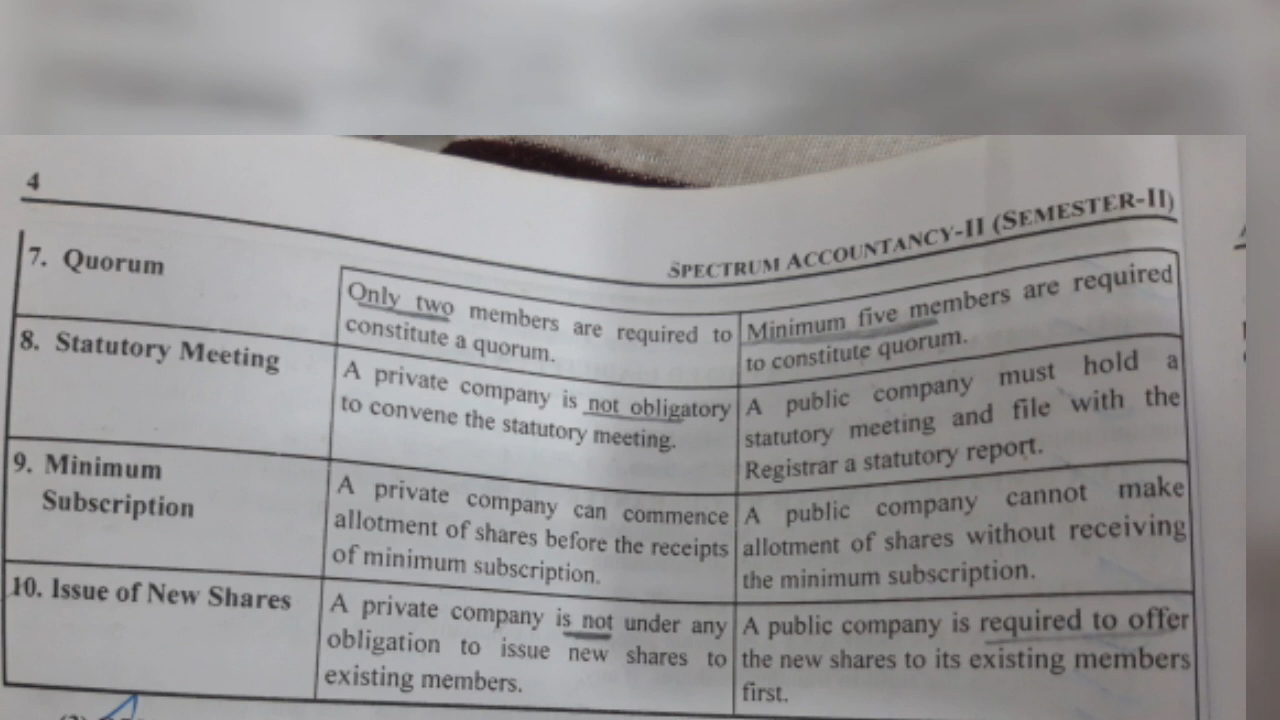 4
SPECTRUM ACCOUNTANCY-II (SEMESTER-II)
7. Quorum
Only two members are required to
constitute a quorum.
Minimum five members are required
to constitute quorum.
8. Statutory Meeting
A private company is not obligatory
to convene the statutory meeting.
A public company must hold a
statutory meeting and file with the
Registrar a statutory report.
9. Minimum
Subscription
A private company can commence
allotment of shares before the receipts
of minimum subscription.
A public company cannot make
allotment of shares without receiving
the minimum subscription.
10. Issue of New Shares
A private company is not under any
obligation to issue new shares to
existing members.
A public company is required to offer
the new shares to its existing members
first.